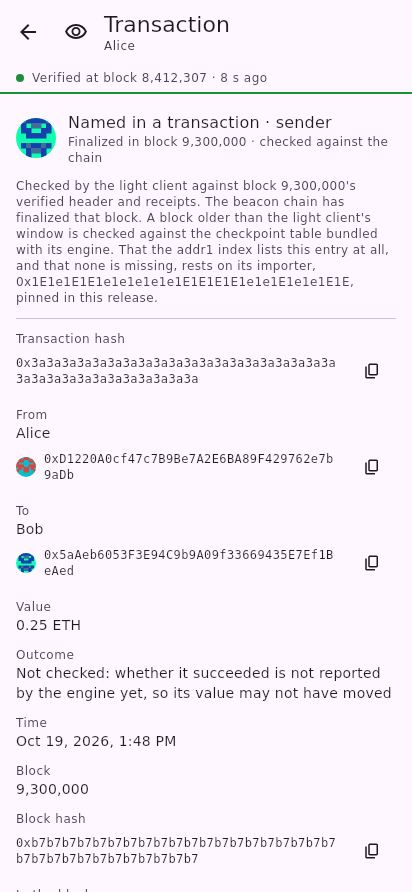 Transaction
Alice
Verified at block 8,412,307 · 8 s ago
Named in a transaction · sender
Finalized in block 9,300,000 · checked against the
chain
Checked by the light client against block 9,300,000's
verified header and receipts. The beacon chain has
finalized that block. A block older than the light client's
window is checked against the checkpoint table bundled
with its engine. That the addr1 index lists this entry at all,
and that none is missing, rests on its importer,
0x1E1e1E1E1e1e1e1e1e1E1E1E1E1e1e1E1e1e1e1E,
pinned in this release.
Transaction hash
0x3a3a3a3a3a3a3a3a3a3a3a3a3a3a3a3a3a3a3a3a
3a3a3a3a3a3a3a3a3a3a3a3a
From
Alice
0xD1220A0cf47c7B9Be7A2E6BA89F429762e7b
9aDb
To
Bob
0x5aAeb6053F3E94C9b9A09f33669435E7Ef1B
eAed
Value
0.25 ETH
Outcome
Not checked: whether it succeeded is not reported
by the engine yet, so its value may not have moved
Time
Oct 19, 2026, 1:48 PM
Block
9,300,000
Block hash
0xb7b7b7b7b7b7b7b7b7b7b7b7b7b7b7b7b7b7b7b7
b7b7b7b7b7b7b7b7b7b7b7b7